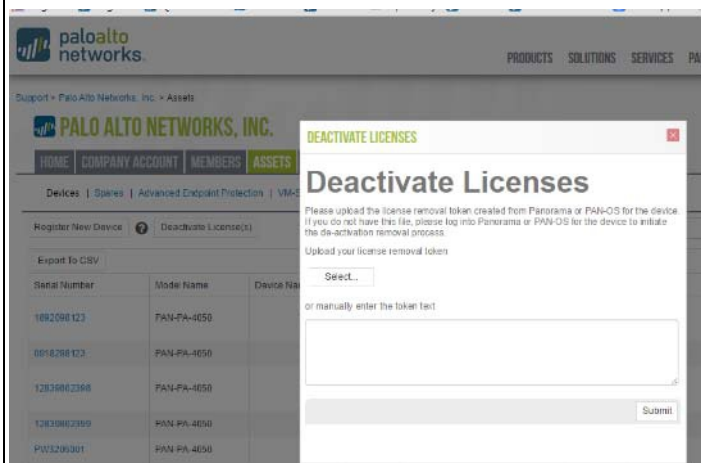 paloalto
networks.
PRODUCTS SOLUTIONS SERVICES PA
Support > Palo Alto Networks, Inc. > Assets
PALO ALTO NETWORKS, INC.
HOME COMPANY ACCOUNT MEMBERS ASSETS
Devices | Spares | Advanced Endpoint Protection | VM-S
Register New Device ? Deactivate License(s)
Export To CSV
Serial Number Model Name Device Na
PAN-PA-4050
PAN-PA-4050
PAN-PA-4050
PAN-PA-4050
PAN-PA-4050
DEACTIVATE LICENSES
Deactivate Licenses
Please upload the license removal token created from Panorama or PAN-OS for the device.
If you do not have this file, please log into Panorama or PAN-OS for the device to initiate
the de-activation removal process.
Upload your license removal token
Select...
or manually enter the token text
Submit